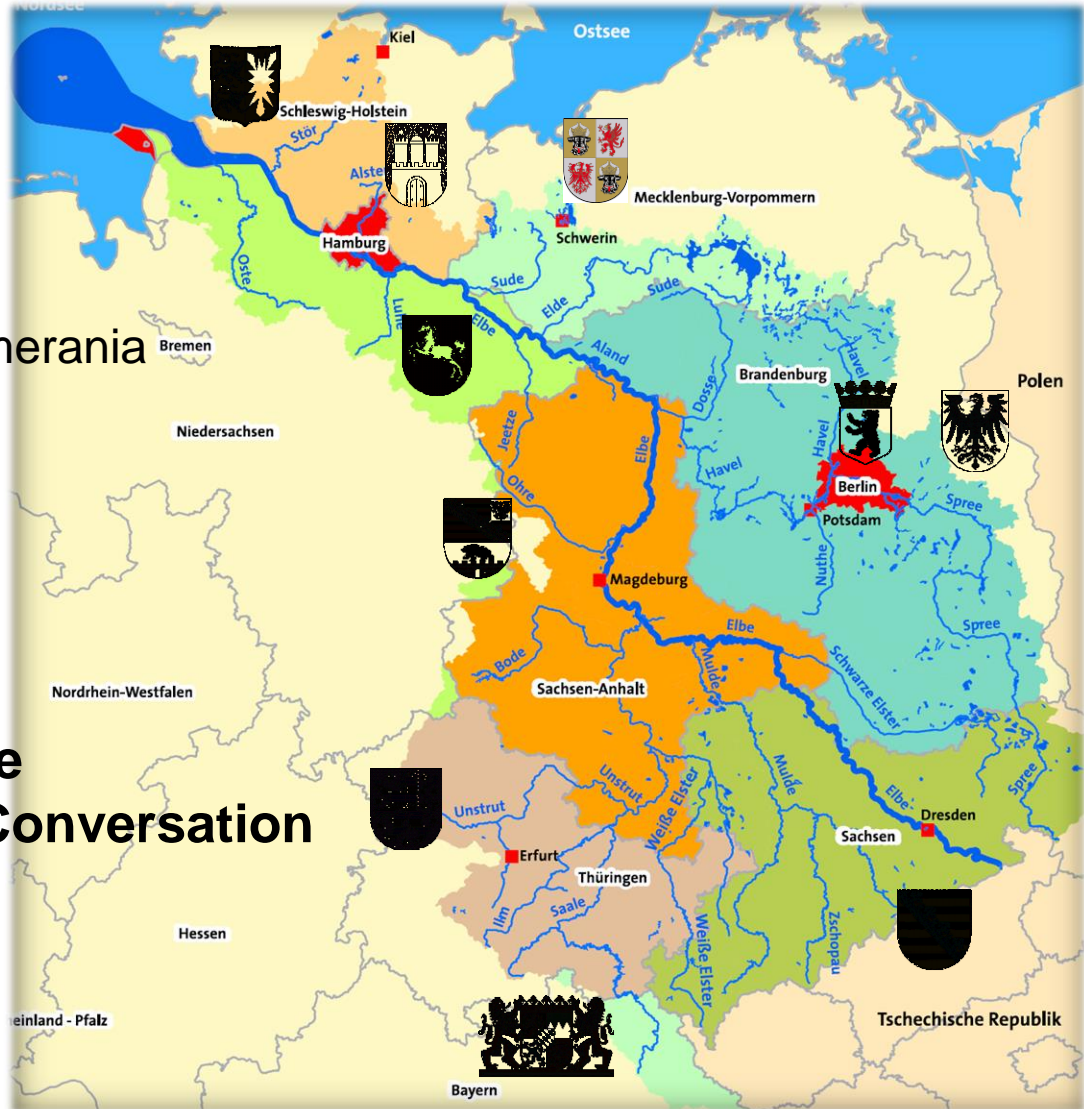 Nordsee
Kiel
Ostsee
Schleswig-Holstein
Stör
Alste
Mecklenburg-Vorpommern
Schwerin
Hamburg
Oste
Sude
Elde
Sude
Luhe
Elbe
nerania
Bremen
Aland
Havel
Dosse
Brandenburg
Polen
Niedersachsen
Jeetze
Elbe
Havel
Havel
Ohre
Berlin
Spree
Potsdam
Magdeburg
Nuthe
Elbe
Spree
Bode
Mulde
Schwarze Elster
Nordrhein-Westfalen
Sachsen-Anhalt
e
Conversation
Unstrut
Unstrut
Weiße Elster
Mulde
Elbe
Spree
Dresden
Sachsen
Erfurt
Thüringen
Ilm
Saale
Weiße Elster
Zschopau
Hessen
einland - Pfalz
Tschechische Republik
Bayern